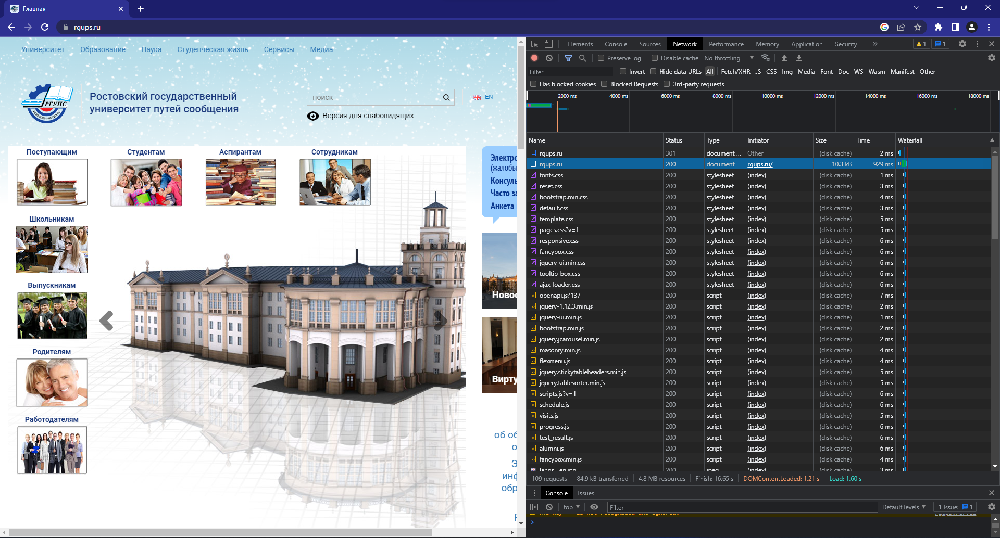 Главная
rgups.ru
Университет Образование Наука Студенческая жизнь Сервисы Медиа
РГУПС
РОСТОВ-НА-ДОНУ
Ростовский государственный
университет путей сообщения
поиск
EN
Версия для слабовидящих
Поступающим Студентам Аспирантам Сотрудникам
Школьникам
Выпускникам
Родителям
Работодателям
Электро
(жалобы
Консуль
Часто за
Анкета
Новос
Вирту
об об
о
Э
инф
обр
Elements Console Sources Network Performance Memory Application Security » 1 1
Preserve log Disable cache No throttling
Filter Invert Hide data URLs All Fetch/XHR JS CSS Img Media Font Doc WS Wasm Manifest Other
Has blocked cookies Blocked Requests 3rd-party requests
2000 ms 4000 ms 6000 ms 8000 ms 10000 ms 12000 ms 14000 ms 16000 ms 18000 ms
Name Status Type Initiator Size Time Waterfall
rgups.ru 301 document ... Other (disk cache) 2 ms
rgups.ru 200 document rgups.ru/ 10.3 kB 929 ms
fonts.css 200 stylesheet (index) (disk cache) 1 ms
reset.css 200 stylesheet (index) (disk cache) 3 ms
bootstrap.min.css 200 stylesheet (index) (disk cache) 4 ms
default.css 200 stylesheet (index) (disk cache) 3 ms
template.css 200 stylesheet (index) (disk cache) 5 ms
pages.css?v=1 200 stylesheet (index) (disk cache) 5 ms
responsive.css 200 stylesheet (index) (disk cache) 6 ms
fancybox.css 200 stylesheet (index) (disk cache) 6 ms
jquery-ui.min.css 200 stylesheet (index) (disk cache) 6 ms
tooltip-box.css 200 stylesheet (index) (disk cache) 6 ms
ajax-loader.css 200 stylesheet (index) (disk cache) 6 ms
openapi.js?137 200 script (index) (disk cache) 7 ms
jquery-1.12.3.min.js 200 script (index) (disk cache) 2 ms
jquery-ui.min.js 200 script (index) (disk cache) 1 ms
bootstrap.min.js 200 script (index) (disk cache) 2 ms
jquery.jcarousel.min.js 200 script (index) (disk cache) 2 ms
masonry.min.js 200 script (index) (disk cache) 4 ms
flexmenu.js 200 script (index) (disk cache) 4 ms
jquery.stickytableheaders.min.js 200 script (index) (disk cache) 5 ms
jquery.tablesorter.min.js 200 script (index) (disk cache) 5 ms
scripts.js?v=1 200 script (index) (disk cache) 6 ms
schedule.js 200 script (index) (disk cache) 6 ms
visits.js 200 script (index) (disk cache) 5 ms
progress.js 200 script (index) (disk cache) 6 ms
test_result.js 200 script (index) (disk cache) 6 ms
alumni.js 200 script (index) (disk cache) 6 ms
fancybox.min.js 200 script (index) (disk cache) 4 ms
200 jpeg (index) (disk cache) 3 ms
109 requests 84.9 kB transferred 4.8 MB resources Finish: 16.65 s DOMContentLoaded: 1.21 s Load: 1.60 s
Console Issues
top Filter Default levels 1 Issue: 1